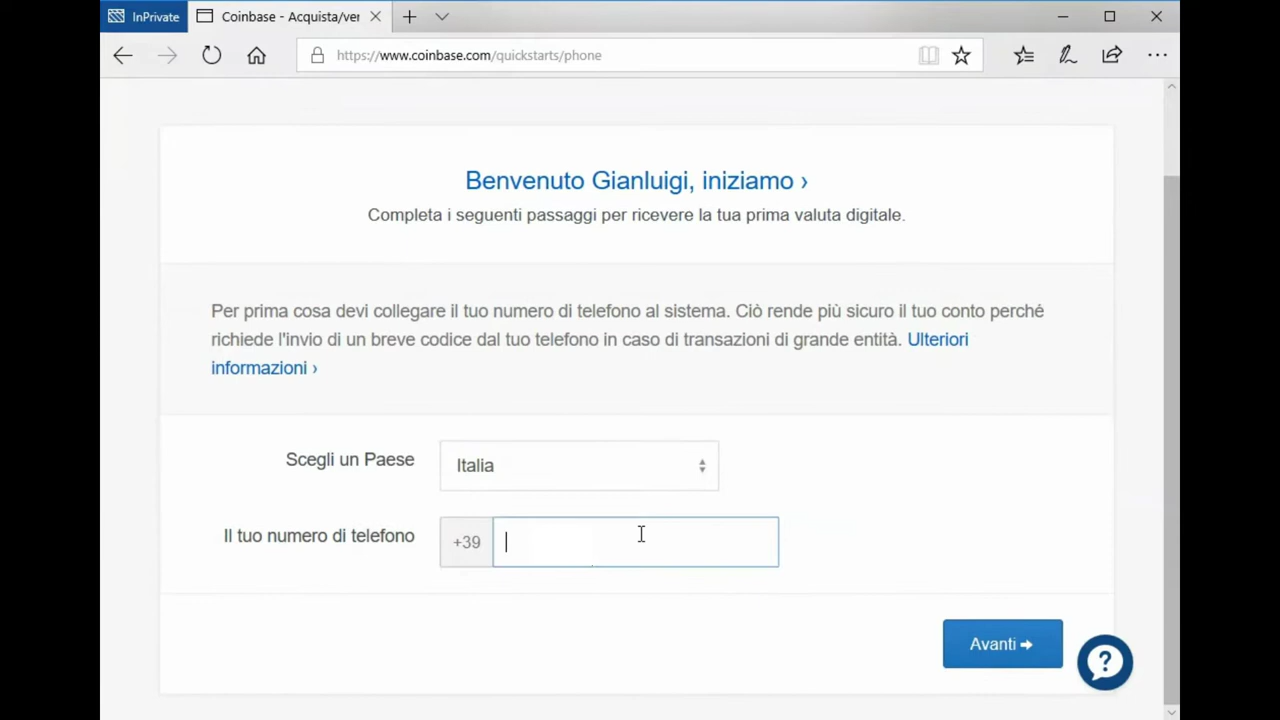 InPrivate
Coinbase - Acquista/ver
https://www.coinbase.com/quickstarts/phone
Benvenuto Gianluigi, iniziamo ›
Completa i seguenti passaggi per ricevere la tua prima valuta digitale.
Per prima cosa devi collegare il tuo numero di telefono al sistema. Ciò rende più sicuro il tuo conto perché
richiede l'invio di un breve codice dal tuo telefono in caso di transazioni di grande entità. Ulteriori
informazioni ›
Scegli un Paese
Italia
Il tuo numero di telefono
+39
Avanti
?